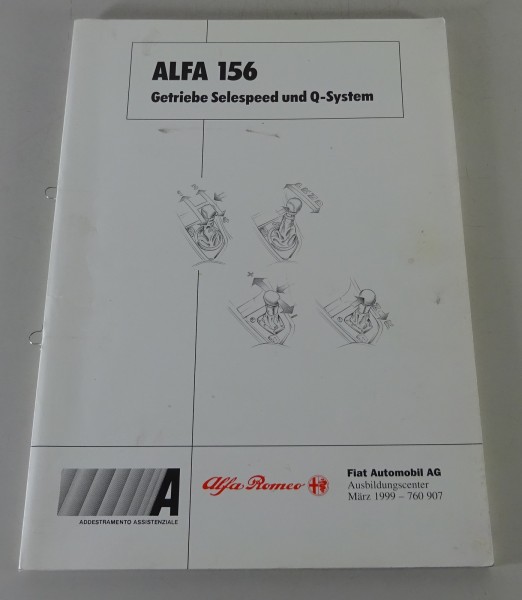 ALFA 156
Getriebe Selespeed und Q-System
A
ADDESTRAMENTO ASSISTENZIALE
Alfa Romeo
Fiat Automobil AG
Ausbildungscenter
März 1999 – 760 907